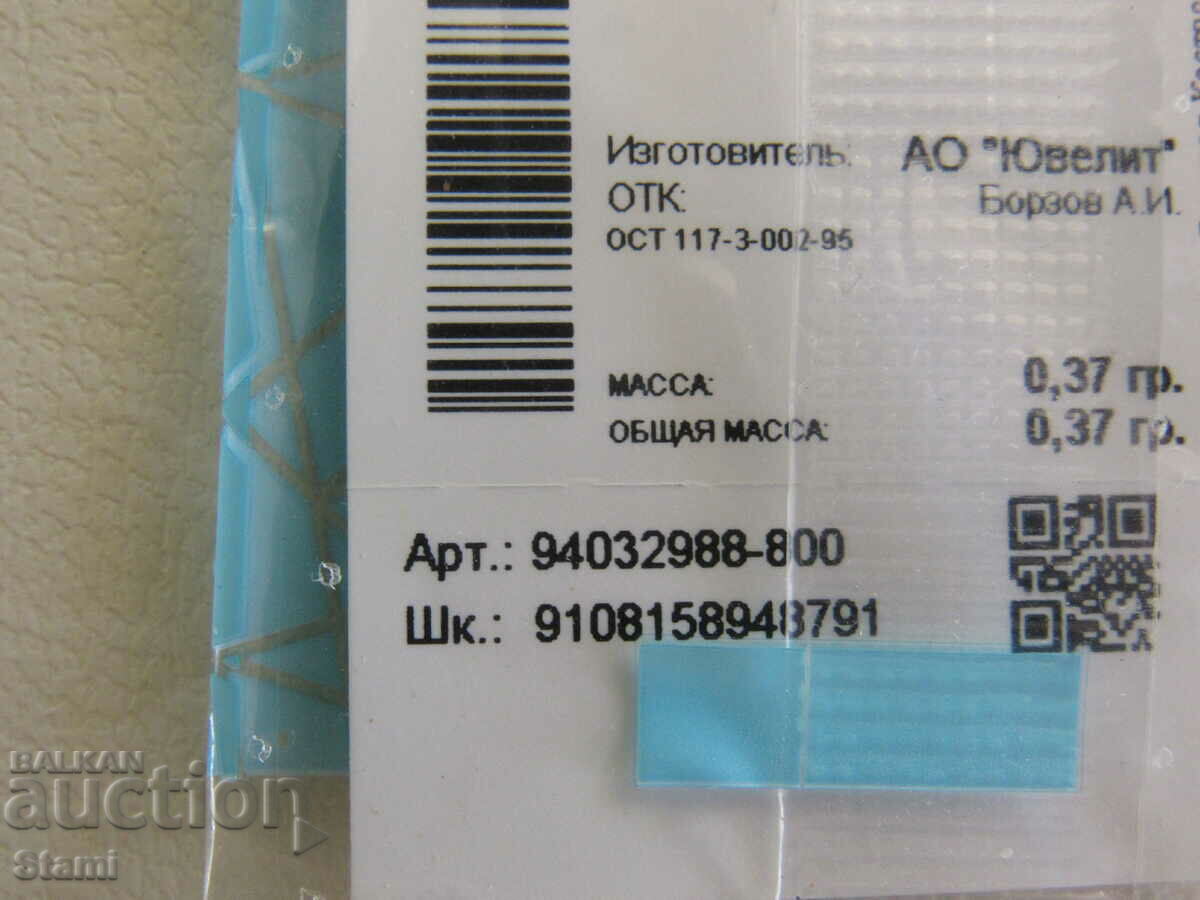 Изготовитель: АО "Ювелит"
ОТК: Борзов А.И.
ОСТ 117-3-002-95
МАССА: 0,37 гр.
ОБЩАЯ МАССА: 0,37 гр.
Арт.: 94032988-800
Шк.: 9108158948791
BALKAN
auction
Stami